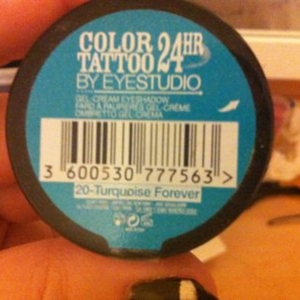 COLOR 24HR
TATTOO
BY EYESTUDIO
GEL-CREAM EYESHADOW
FARD À PAUPIÈRES GEL-CRÈME
OMBRETTO GEL-CREMA
3 600530 777563 >
20-Turquoise Forever